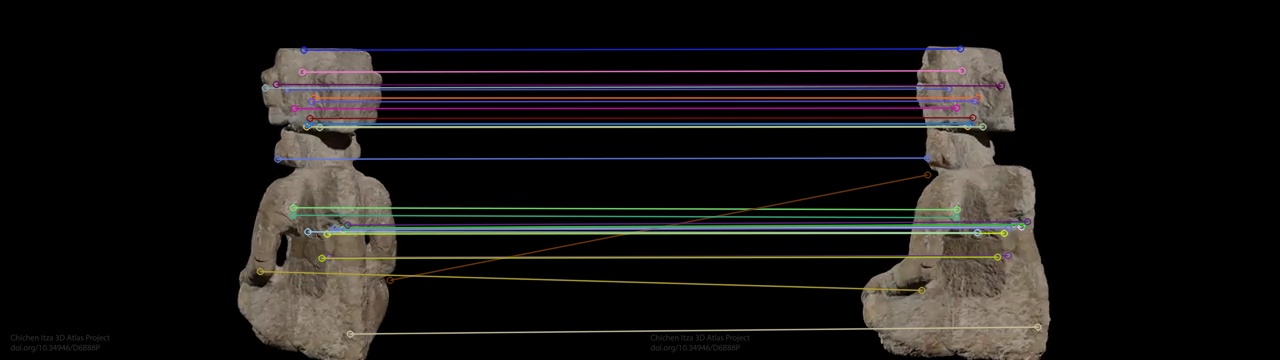 Chichen Itza 3D Atlas Project
doi.org/10.34946/D6B88P
Chichen Itza 3D Atlas Project
doi.org/10.34946/D6B88P